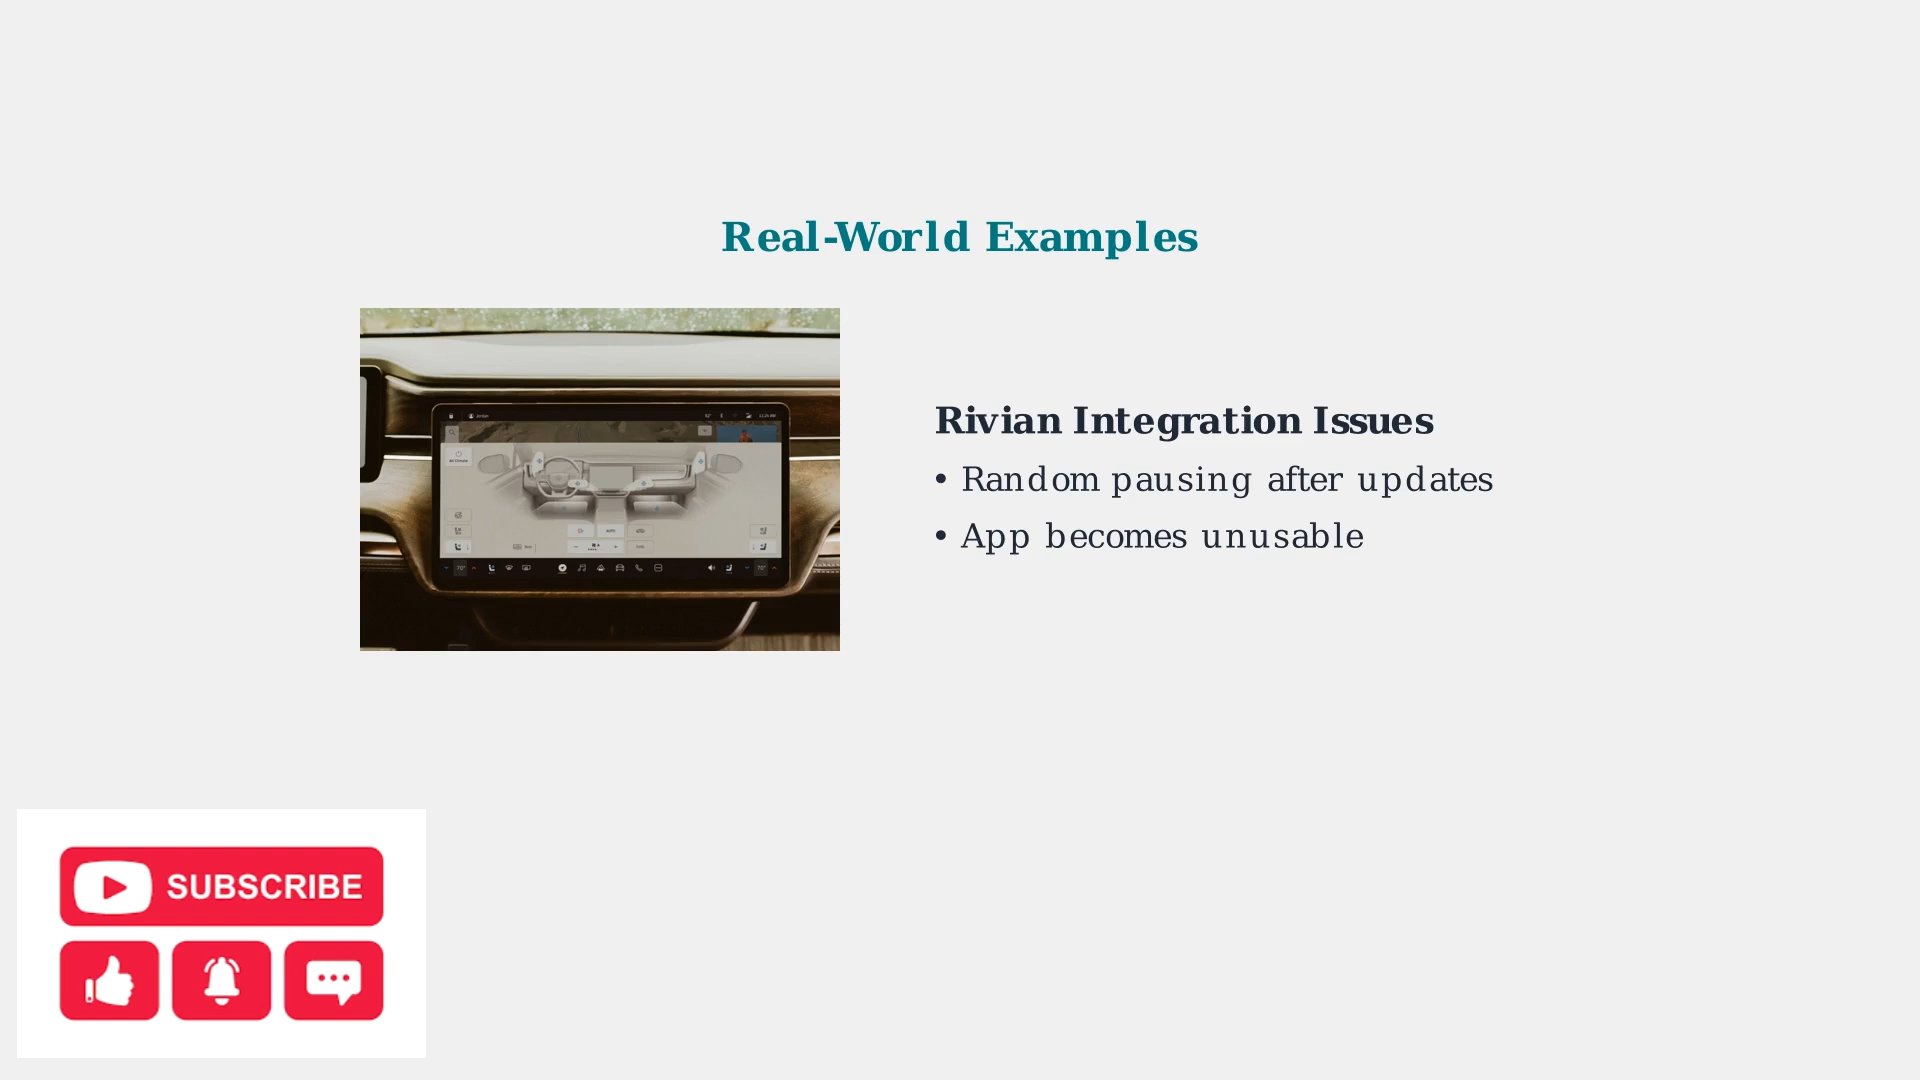 Real-World Examples
Rivian Integration Issues
• Random pausing after updates
• App becomes unusable
SUBSCRIBE